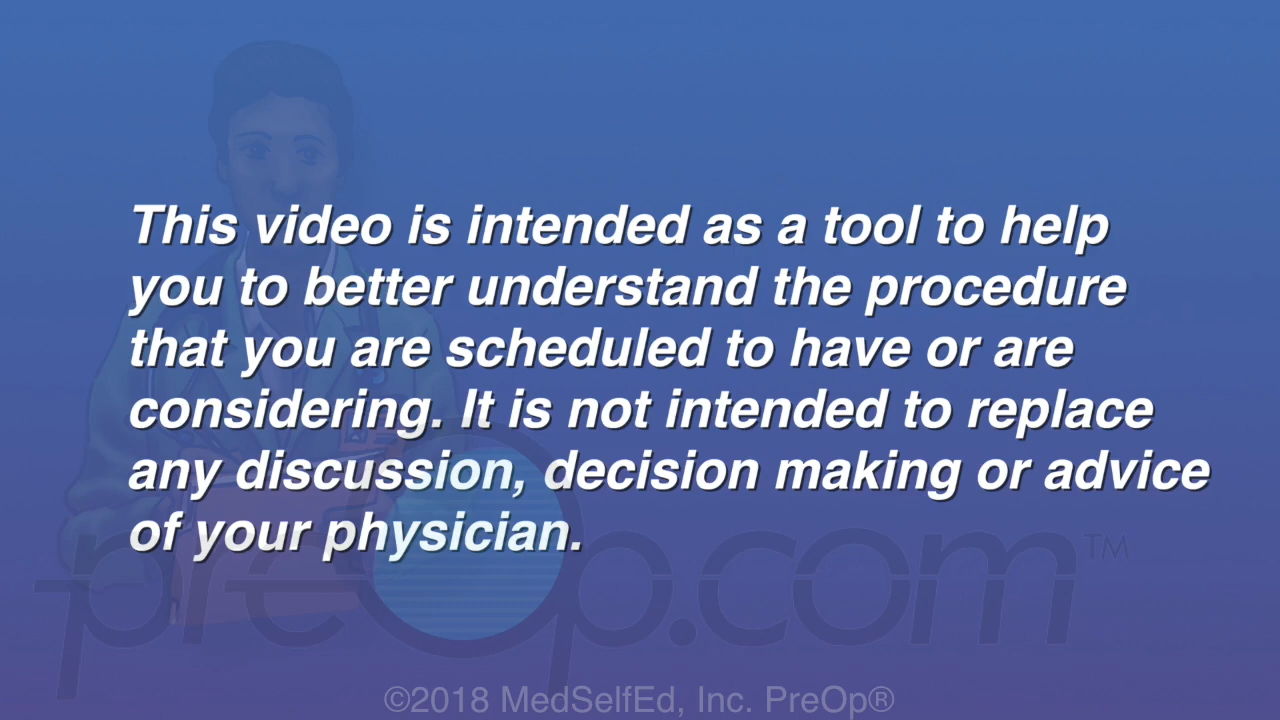 This video is intended as a tool to help
you to better understand the procedure
that you are scheduled to have or are
considering. It is not intended to replace
any discussion, decision making or advice
of your physician.
preOp.com™
©2018 MedSelfEd, Inc. PreOp®